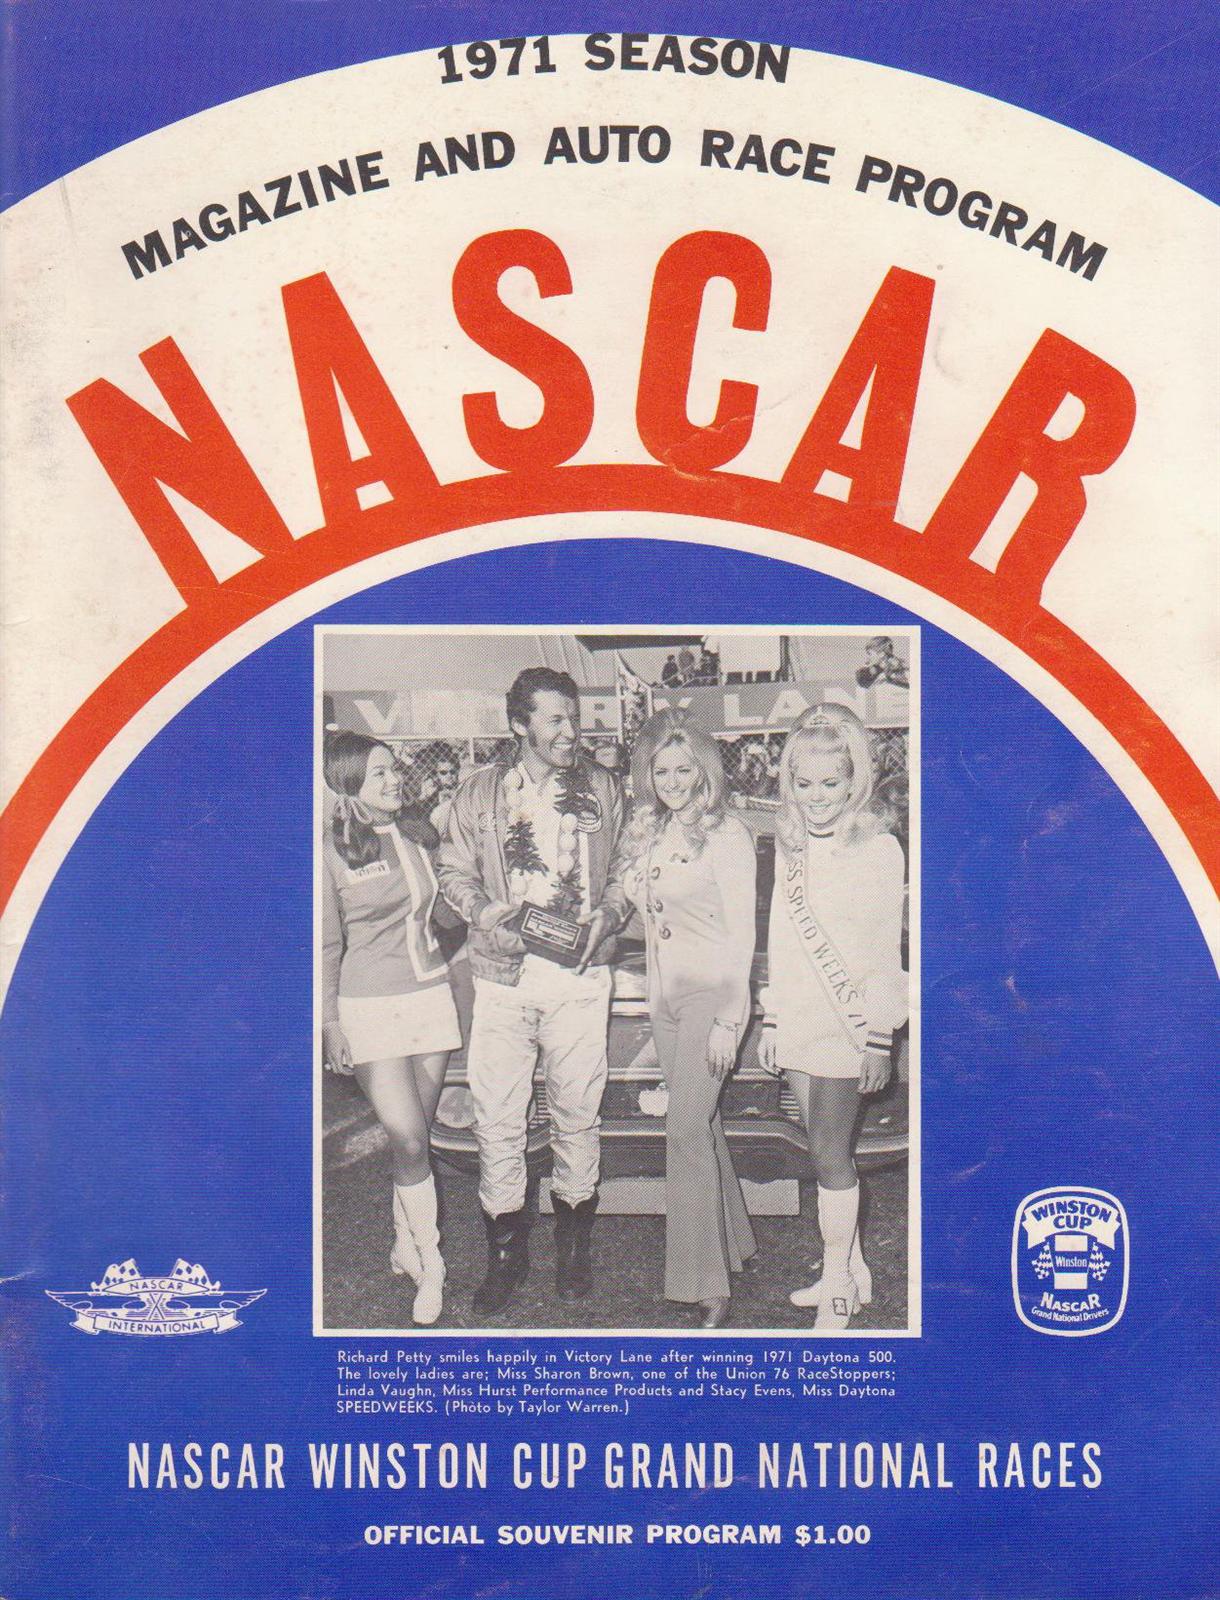 1971 SEASON
MAGAZINE AND AUTO RACE PROGRAM
NASCAR
VICTORY LANE
SS SPEED WEEKS 71
WINSTON
CUP
Winston
NASCAR
Grand National Drivers
NASCAR
INTERNATIONAL
Richard Petty smiles happily in Victory Lane after winning 1971 Daytona 500.
The lovely ladies are; Miss Sharon Brown, one of the Union 76 RaceStoppers;
Linda Vaughn, Miss Hurst Performance Products and Stacy Evens, Miss Daytona
SPEEDWEEKS. (Photo by Taylor Warren.)
NASCAR WINSTON CUP GRAND NATIONAL RACES
OFFICIAL SOUVENIR PROGRAM $1.00